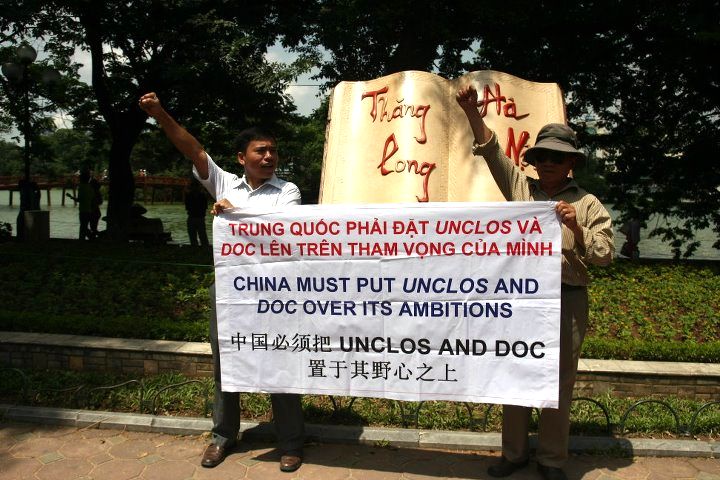 Thăng
Long
Hà
TRUNG QUỐC PHẢI ĐẶT UNCLOS VÀ
DOC LÊN TRÊN THAM VỌNG CỦA MÌNH
CHINA MUST PUT UNCLOS AND
DOC OVER ITS AMBITIONS
中国必须把 UNCLOS AND DOC
置于其野心之上